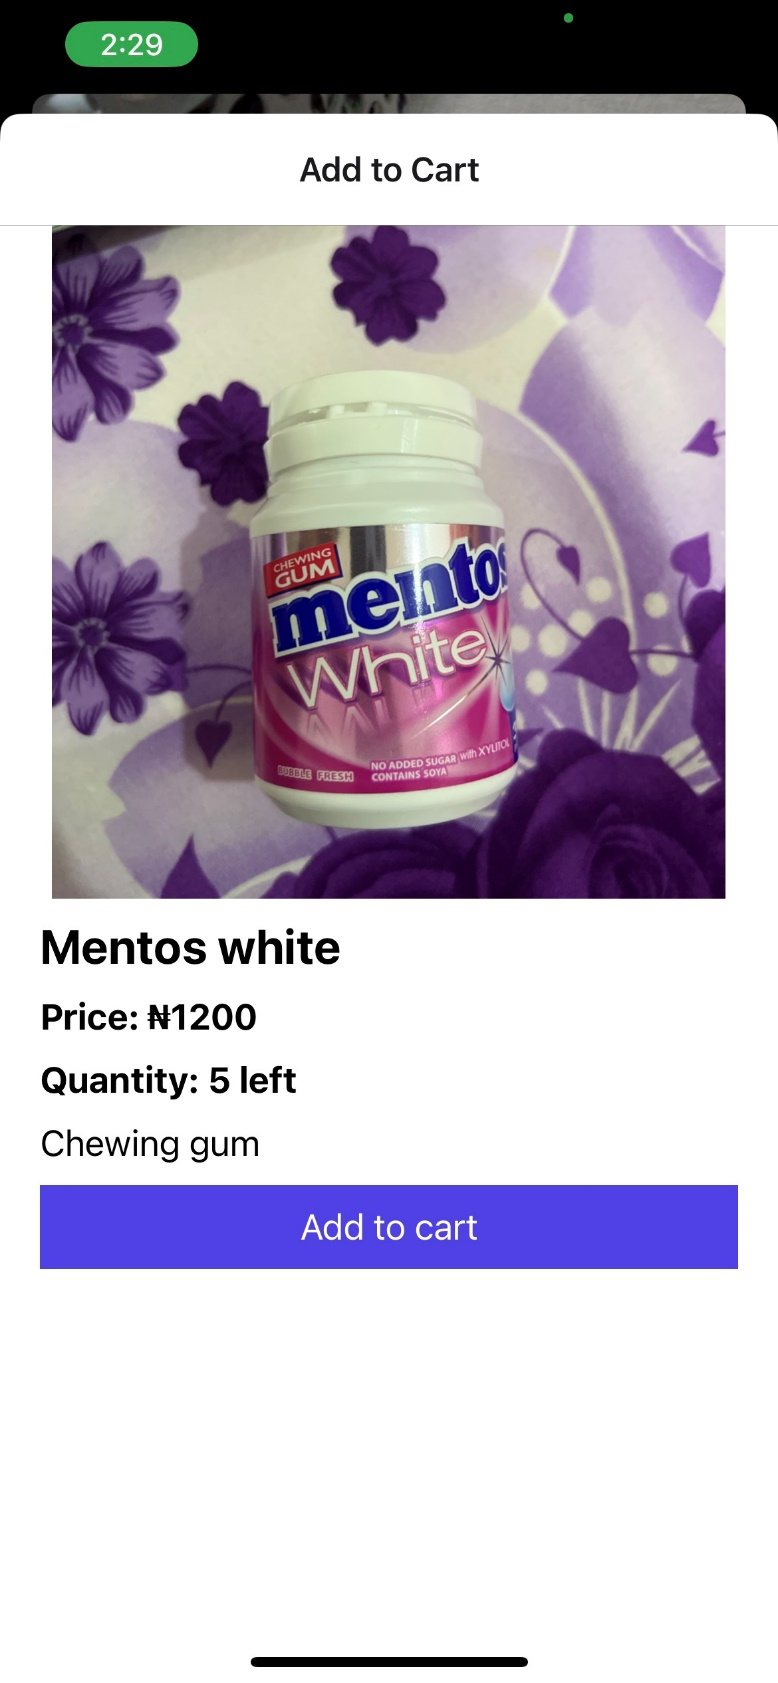 2:29
Add to Cart
CHEWING
GUM
mentos
White
BUBBLE FRESH
NO ADDED SUGAR with XYLITOL
CONTAINS SOYA
Mentos white
Price: ₦1200
Quantity: 5 left
Chewing gum
Add to cart